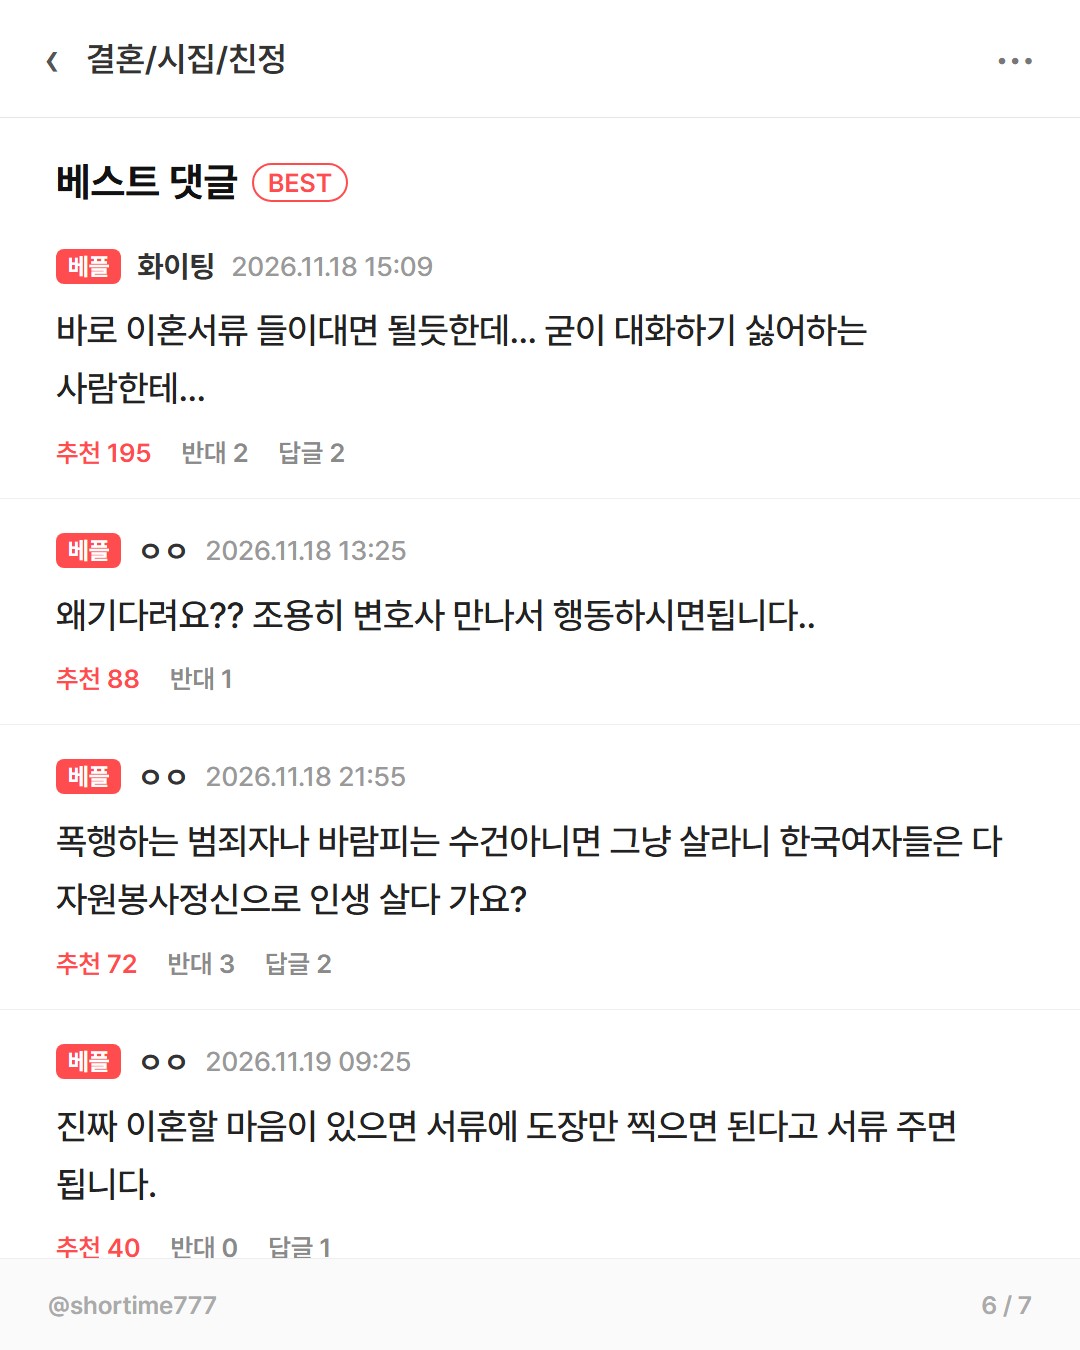 결혼/시집/친정
베스트 댓글 BEST
베플 화이팅 2026.11.18 15:09
바로 이혼서류 들이대면 될듯한데... 굳이 대화하기 싫어하는
사람한테...
추천 195 반대 2 답글 2
베플 ㅇㅇ 2026.11.18 13:25
왜기다려요?? 조용히 변호사 만나서 행동하시면됩니다..
추천 88 반대 1
베플 ㅇㅇ 2026.11.18 21:55
폭행하는 범죄자나 바람피는 수건아니면 그냥 살라니 한국여자들은 다
자원봉사정신으로 인생 살다 가요?
추천 72 반대 3 답글 2
베플 ㅇㅇ 2026.11.19 09:25
진짜 이혼할 마음이 있으면 서류에 도장만 찍으면 된다고 서류 주면
됩니다.
추천 40 반대 0 답글 1
@shortime777 6 / 7